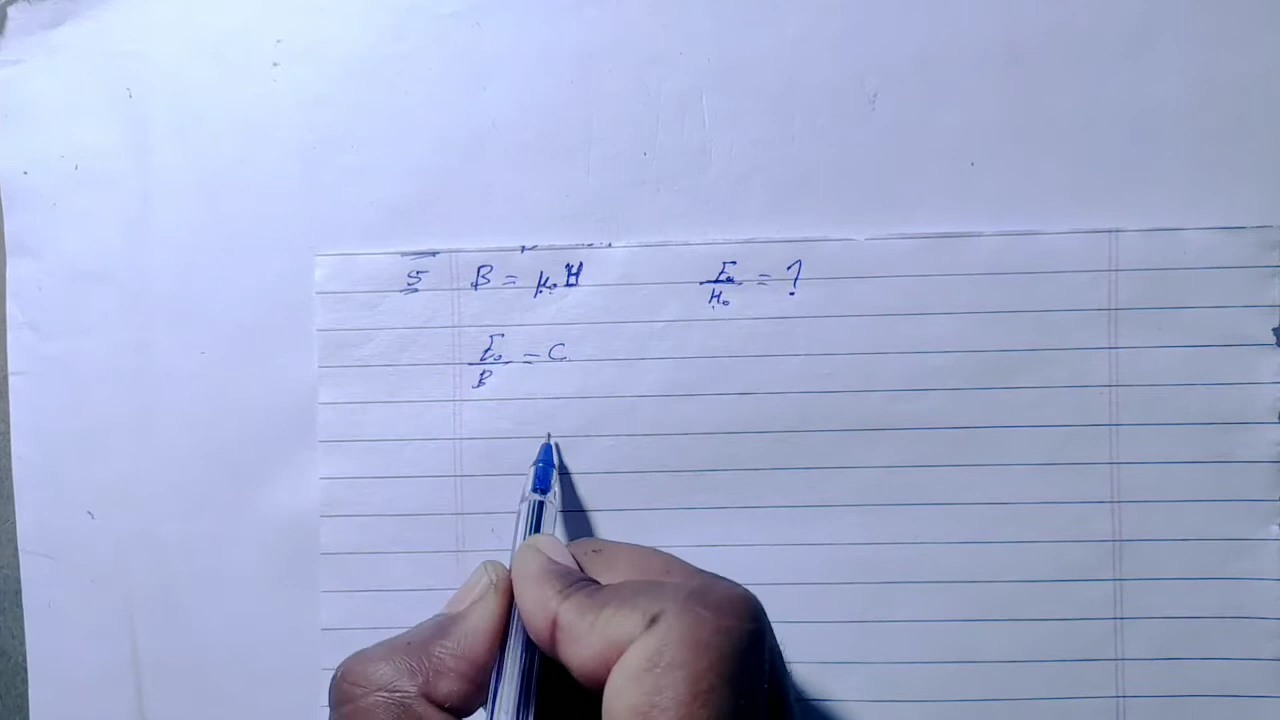 5 B = μ₀H E₀/H₀ = ?
E₀/B = C